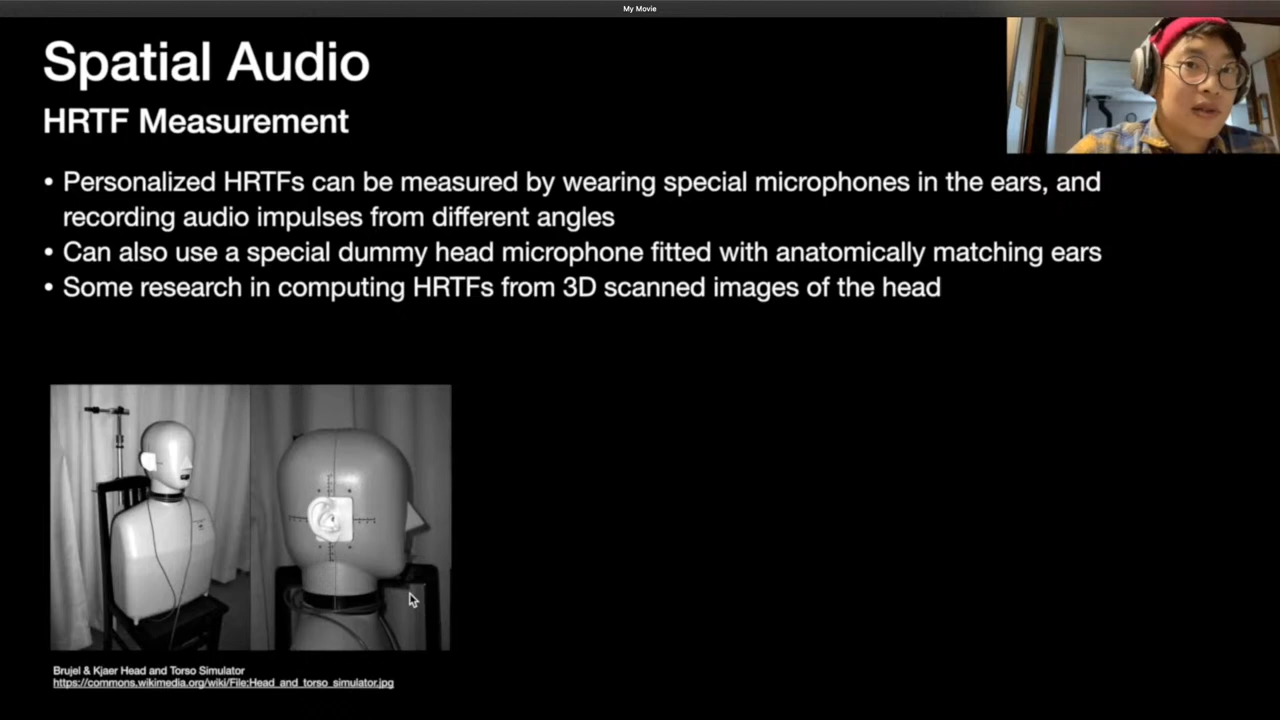 My Movie
Spatial Audio
HRTF Measurement
• Personalized HRTFs can be measured by wearing special microphones in the ears, and
recording audio impulses from different angles
• Can also use a special dummy head microphone fitted with anatomically matching ears
• Some research in computing HRTFs from 3D scanned images of the head
Brujel & Kjaer Head and Torso Simulator
https://commons.wikimedia.org/wiki/File:Head_and_torso_simulator.jpg